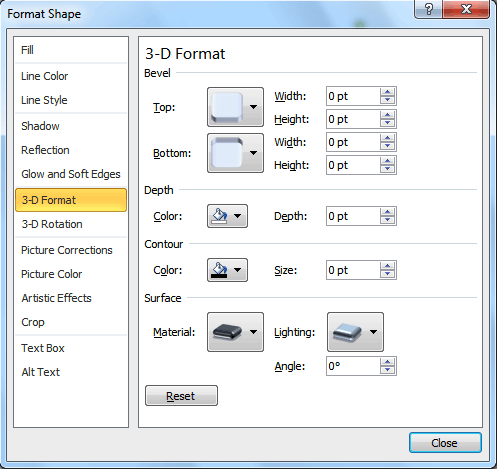 Format Shape
?
Fill
Line Color
Line Style
Shadow
Reflection
Glow and Soft Edges
3-D Format
3-D Rotation
Picture Corrections
Picture Color
Artistic Effects
Crop
Text Box
Alt Text
3-D Format
Bevel
Top:
Width: 0 pt
Height: 0 pt
Bottom:
Width: 0 pt
Height: 0 pt
Depth
Color: Depth: 0 pt
Contour
Color: Size: 0 pt
Surface
Material: Lighting:
Angle: 0°
Reset
Close